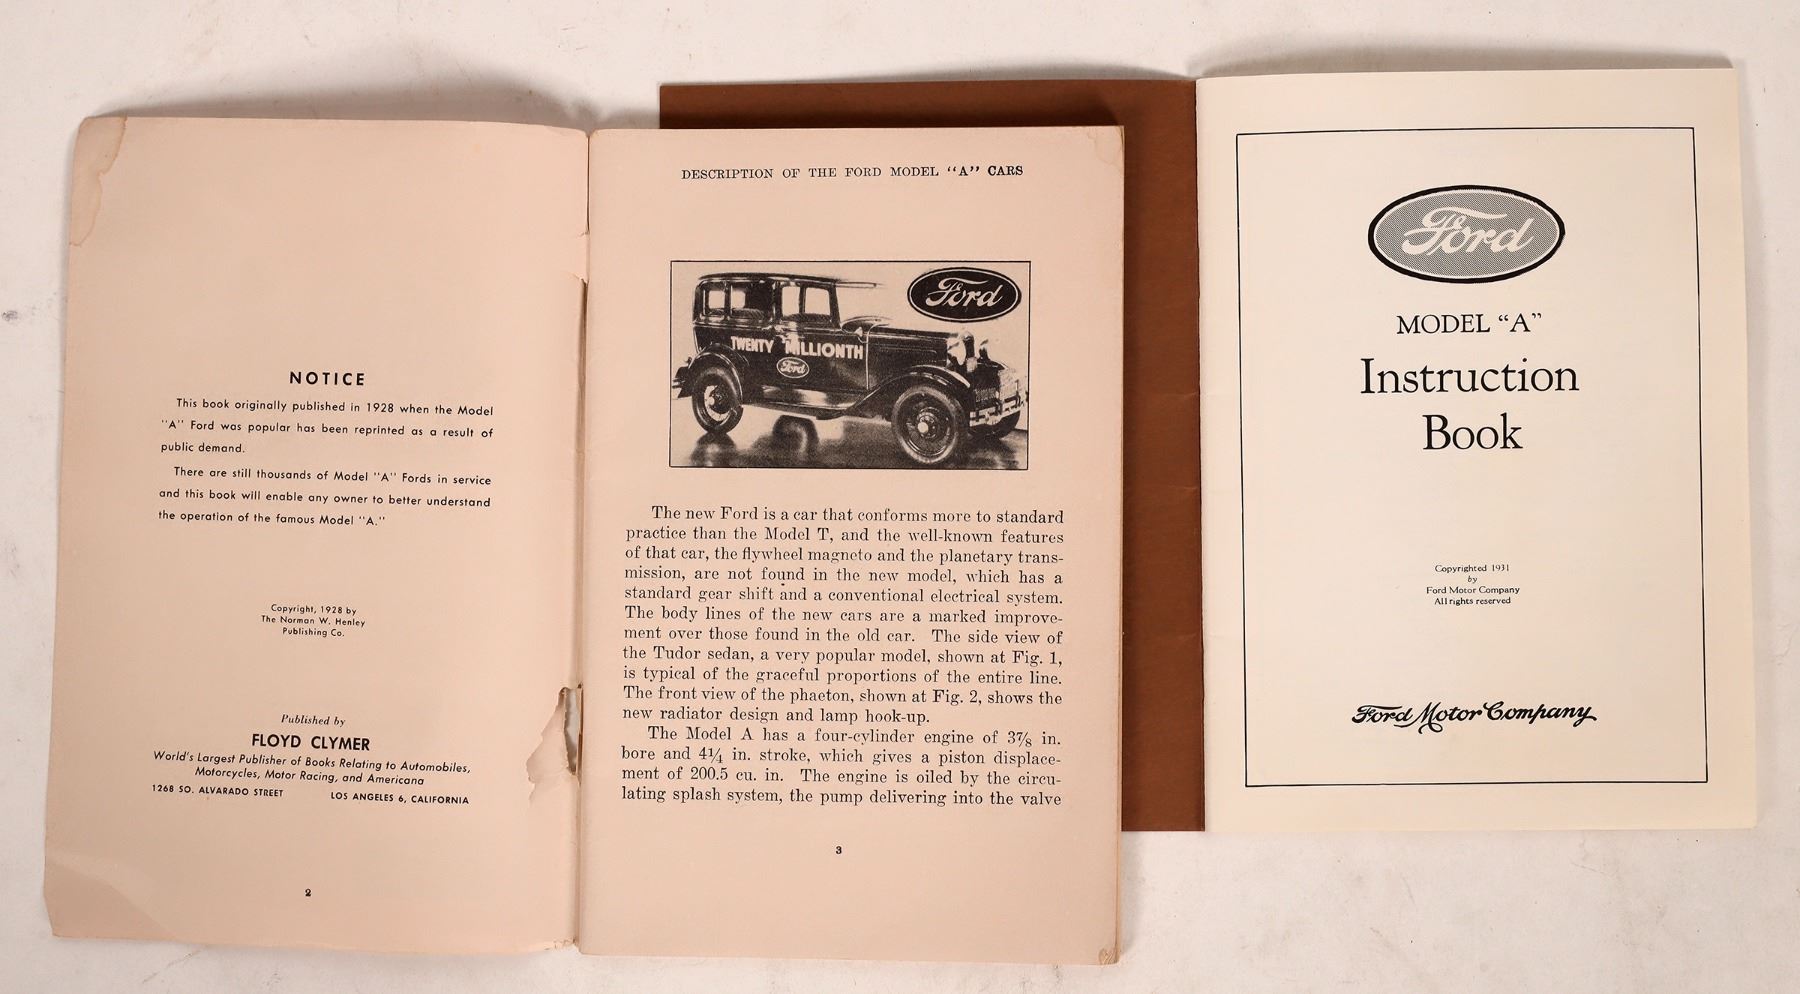 NOTICE
This book originally published in 1928 when the Model
"A" Ford was popular has been reprinted as a result of
public demand.
There are still thousands of Model "A" Fords in service
and this book will enable any owner to better understand
the operation of the famous Model "A."
Copyright, 1928 by
The Norman W. Henley
Publishing Co.
Published by
FLOYD CLYMER
World's Largest Publisher of Books Relating to Automobiles,
Motorcycles, Motor Racing, and Americana
1268 SO. ALVARADO STREET LOS ANGELES 6, CALIFORNIA
2
DESCRIPTION OF THE FORD MODEL "A" CARS
Ford
TWENTY MILLIONTH
Ford
The new Ford is a car that conforms more to standard
practice than the Model T, and the well-known features
of that car, the flywheel magneto and the planetary trans-
mission, are not found in the new model, which has a
standard gear shift and a conventional electrical system.
The body lines of the new cars are a marked improve-
ment over those found in the old car. The side view of
the Tudor sedan, a very popular model, shown at Fig. 1,
is typical of the graceful proportions of the entire line.
The front view of the phaeton, shown at Fig. 2, shows the
new radiator design and lamp hook-up.
The Model A has a four-cylinder engine of 3⅞ in.
bore and 4¼ in. stroke, which gives a piston displace-
ment of 200.5 cu. in. The engine is oiled by the circu-
lating splash system, the pump delivering into the valve
3
Ford
MODEL "A"
Instruction
Book
Copyrighted 1931
by
Ford Motor Company
All rights reserved
Ford Motor Company